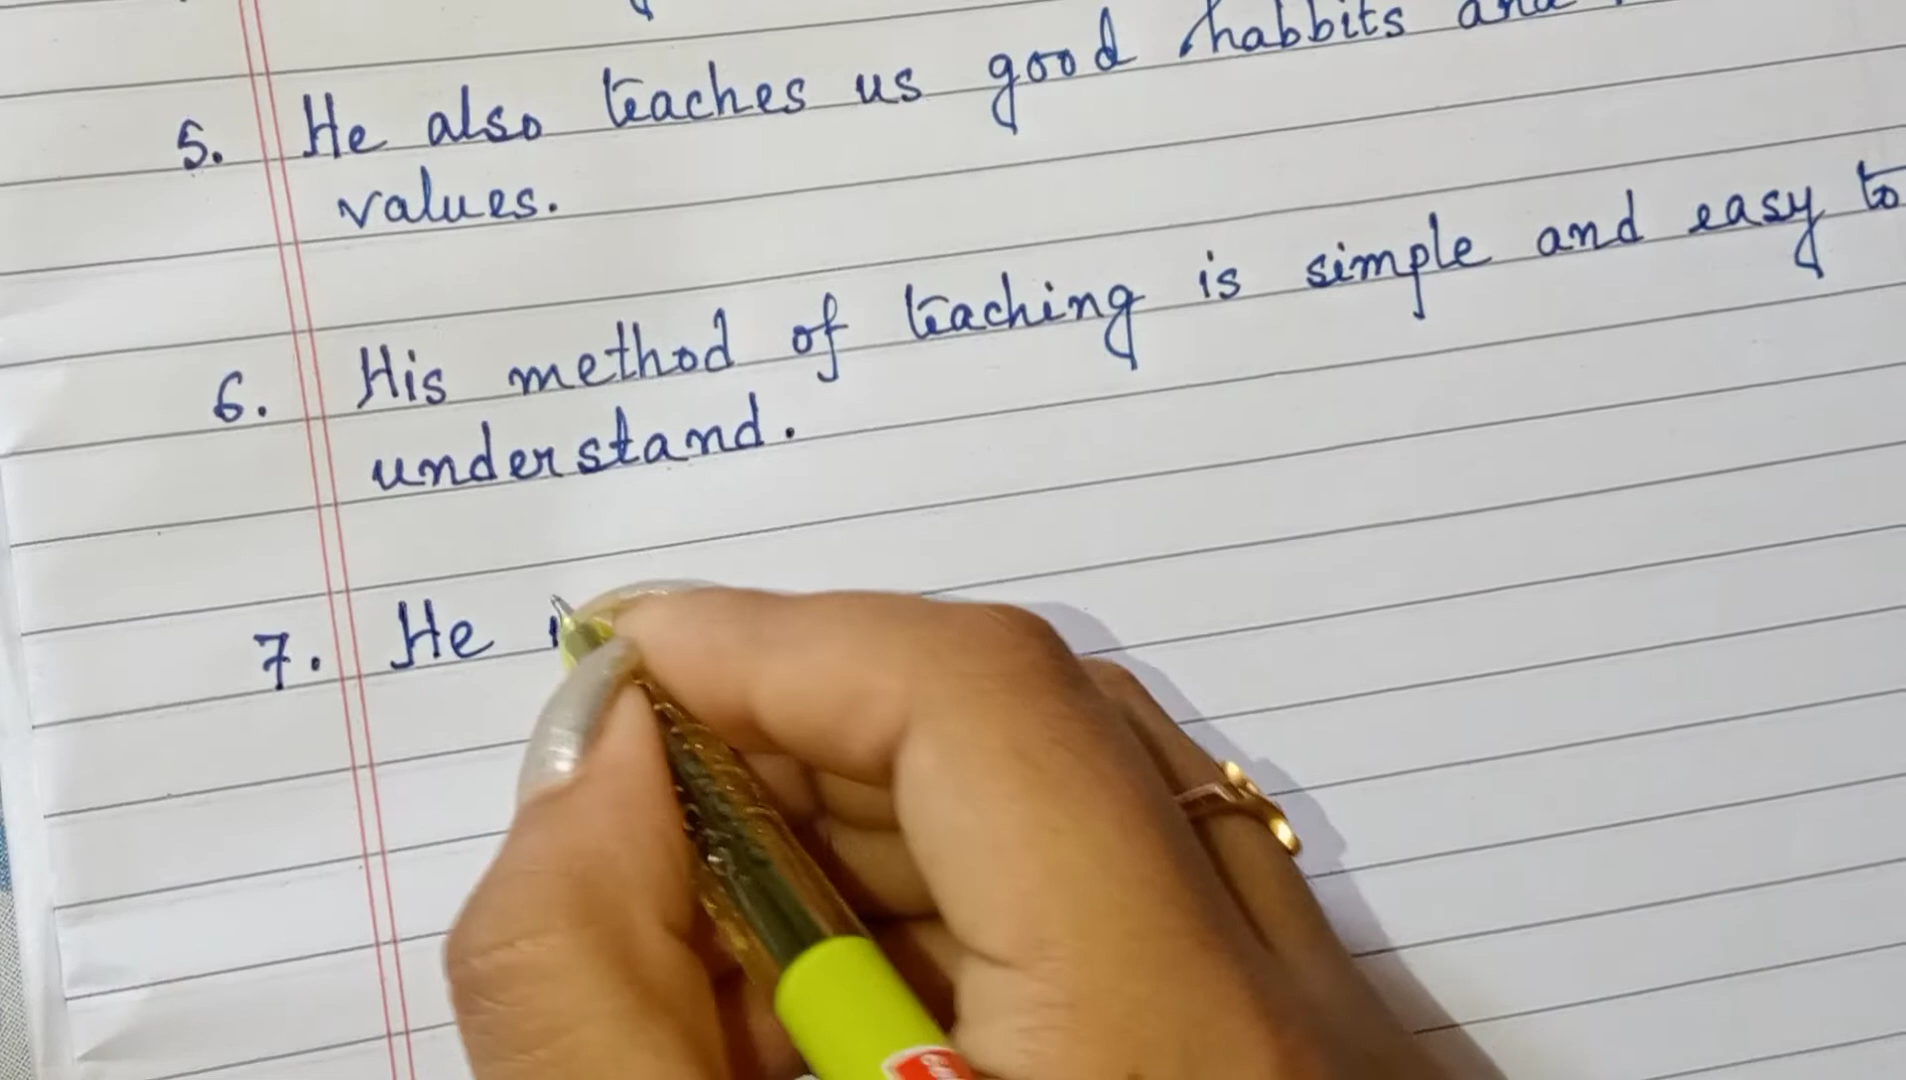 5. He also teaches us good habbits and
values.
6. His method of teaching is simple and easy to
understand.
7. He